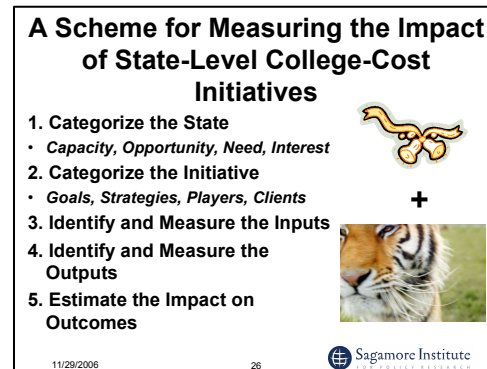 A Scheme for Measuring the Impact
of State-Level College-Cost
Initiatives
1. Categorize the State
• Capacity, Opportunity, Need, Interest
2. Categorize the Initiative
• Goals, Strategies, Players, Clients
3. Identify and Measure the Inputs
4. Identify and Measure the
Outputs
5. Estimate the Impact on
Outcomes
+
11/29/2006
26
Sagamore Institute
FOR POLICY RESEARCH